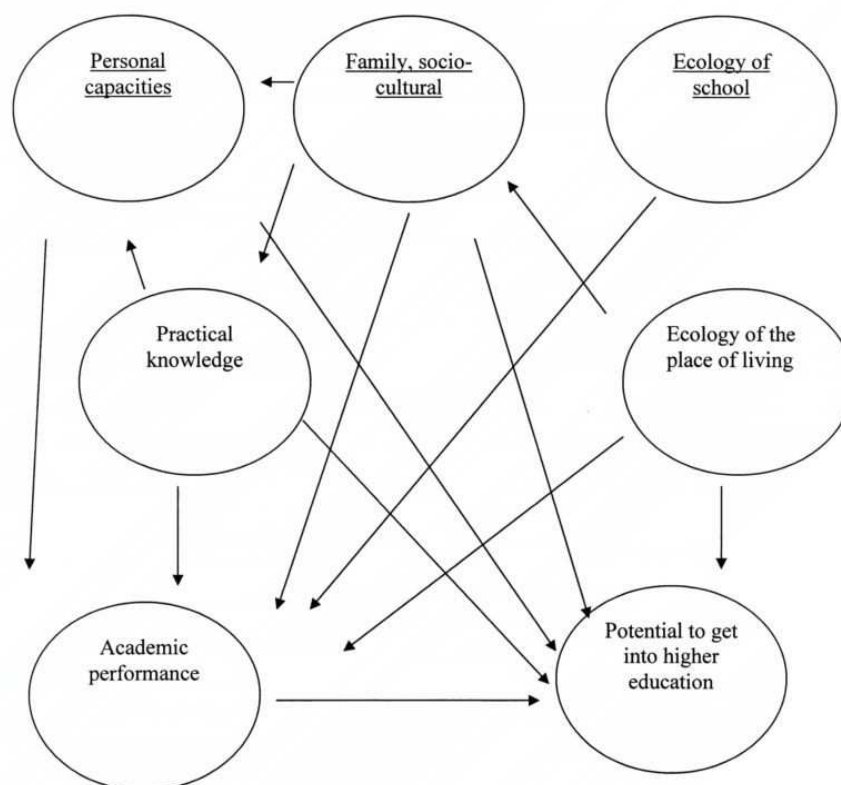 Personal
capacities
Family, socio-
cultural
Ecology of
school
Practical
knowledge
Ecology of the
place of living
Academic
performance
Potential to get
into higher
education